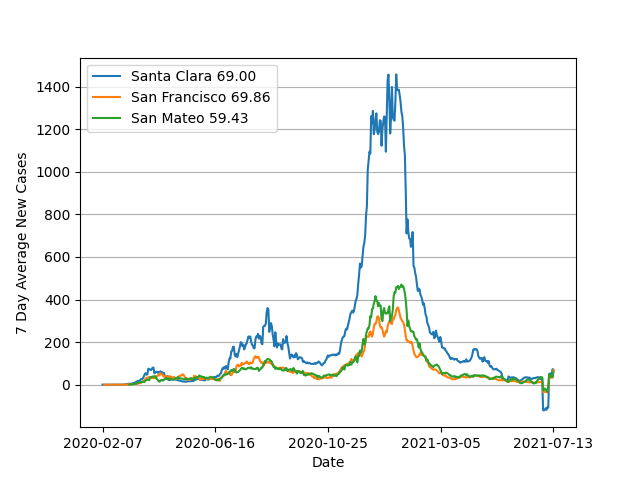 Santa Clara 69.00
San Francisco 69.86
San Mateo 59.43
1400
1200
1000
800
600
400
200
0
7 Day Average New Cases
2020-02-07 2020-06-16 2020-10-25 2021-03-05 2021-07-13
Date